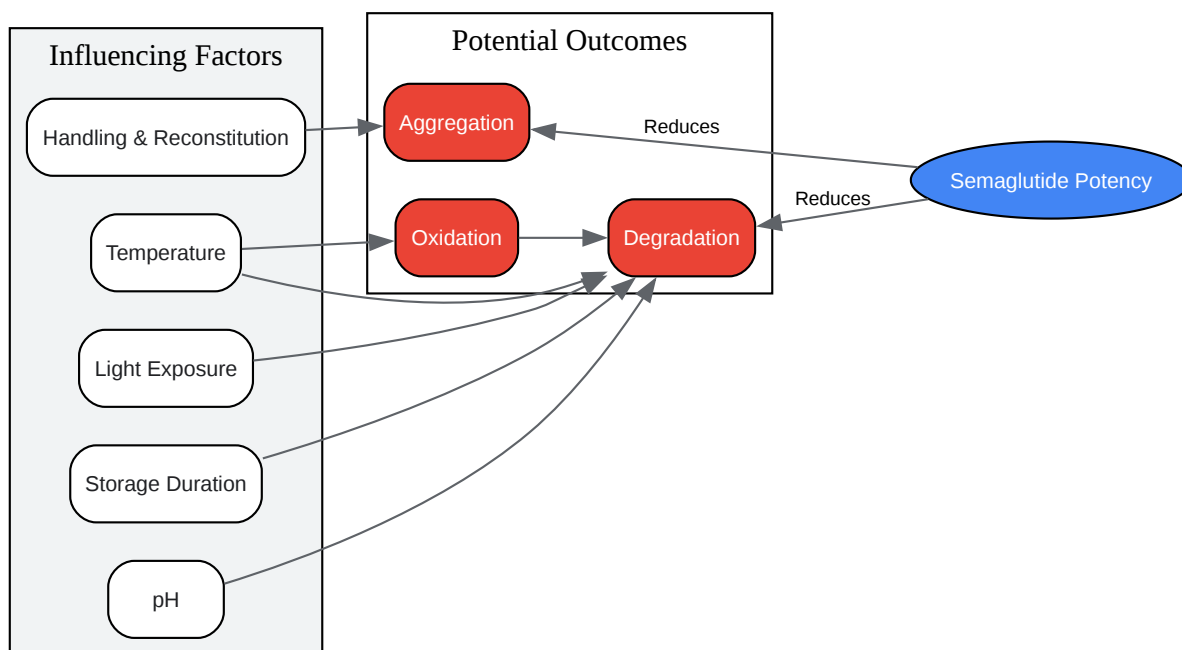 Influencing Factors
Handling & Reconstitution
Temperature
Light Exposure
Storage Duration
pH
Potential Outcomes
Aggregation
Oxidation
Degradation
Reduces
Reduces
Semaglutide Potency